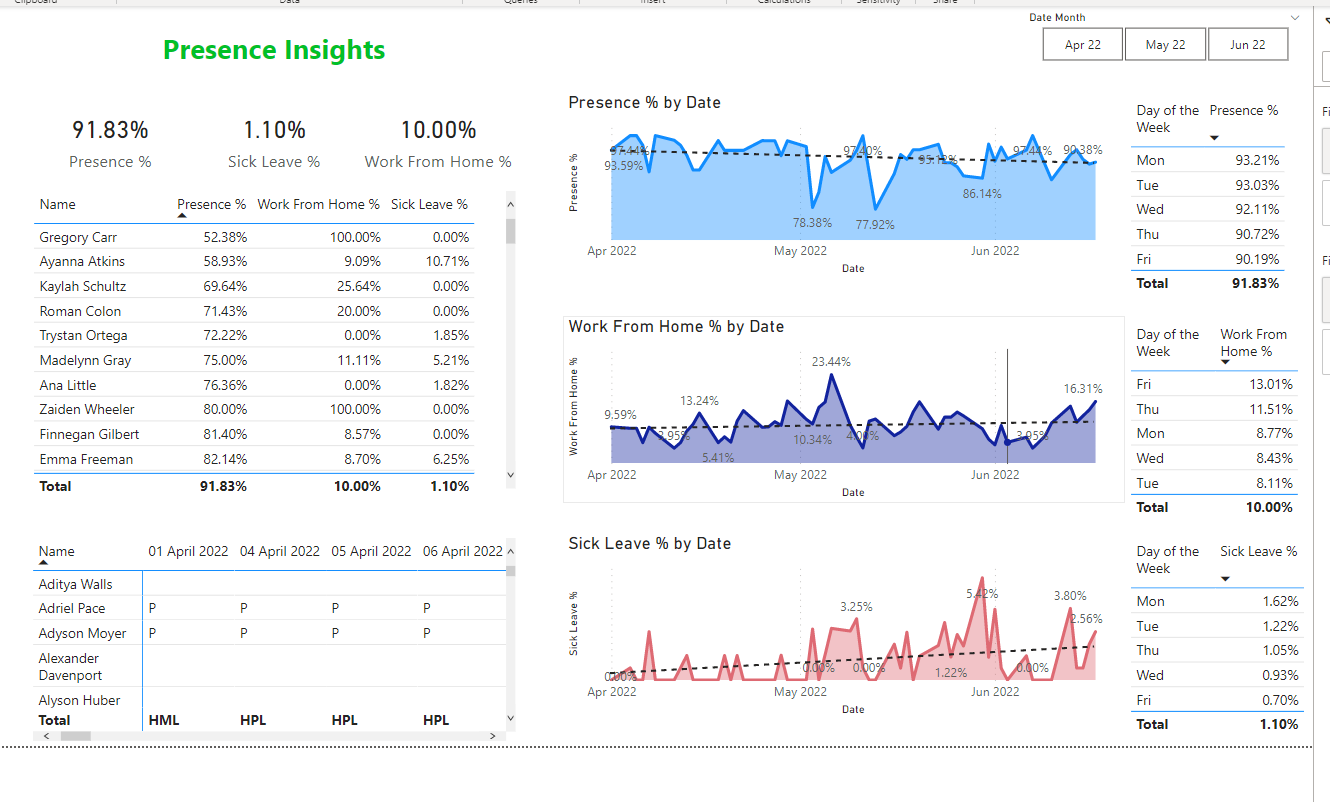 Clipboard Data Queries Insert Calculations Sensitivity Share
Presence Insights
Date Month
Apr 22 May 22 Jun 22
91.83% 1.10% 10.00%
Presence % Sick Leave % Work From Home %
Name Presence % Work From Home % Sick Leave %
Gregory Carr 52.38% 100.00% 0.00%
Ayanna Atkins 58.93% 9.09% 10.71%
Kaylah Schultz 69.64% 25.64% 0.00%
Roman Colon 71.43% 20.00% 0.00%
Trystan Ortega 72.22% 0.00% 1.85%
Madelynn Gray 75.00% 11.11% 5.21%
Ana Little 76.36% 0.00% 1.82%
Zaiden Wheeler 80.00% 100.00% 0.00%
Finnegan Gilbert 81.40% 8.57% 0.00%
Emma Freeman 82.14% 8.70% 6.25%
Total 91.83% 10.00% 1.10%
Name 01 April 2022 04 April 2022 05 April 2022 06 April 2022
Aditya Walls
Adriel Pace P P P P
Adyson Moyer P P P P
Alexander
Davenport
Alyson Huber
Total HML HPL HPL HPL
Presence % by Date
Presence %
97.44% 97.40% 95.12% 97.44% 90.38%
93.59%
86.14%
78.38% 77.92%
Apr 2022 May 2022 Jun 2022
Date
Day of the
Week
Presence %
Mon 93.21%
Tue 93.03%
Wed 92.11%
Thu 90.72%
Fri 90.19%
Total 91.83%
Work From Home % by Date
Work From Home %
23.44%
16.31%
13.24%
9.59%
3.95% 10.34% 4.00% 3.95%
5.41%
Apr 2022 May 2022 Jun 2022
Date
Day of the
Week
Work From
Home %
Fri 13.01%
Thu 11.51%
Mon 8.77%
Wed 8.43%
Tue 8.11%
Total 10.00%
Sick Leave % by Date
Sick Leave %
5.42% 3.80%
3.25%
2.56%
0.00% 0.00% 0.00% 1.22% 0.00%
Apr 2022 May 2022 Jun 2022
Date
Day of the
Week
Sick Leave %
Mon 1.62%
Tue 1.22%
Thu 1.05%
Wed 0.93%
Fri 0.70%
Total 1.10%